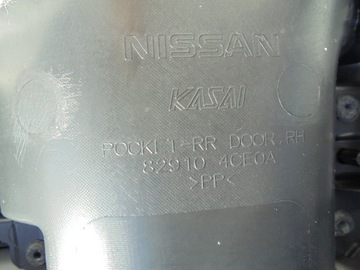 NISSAN
KASAI
POCKET-RR DOOR, RH
82910 4CE0A
>PP<